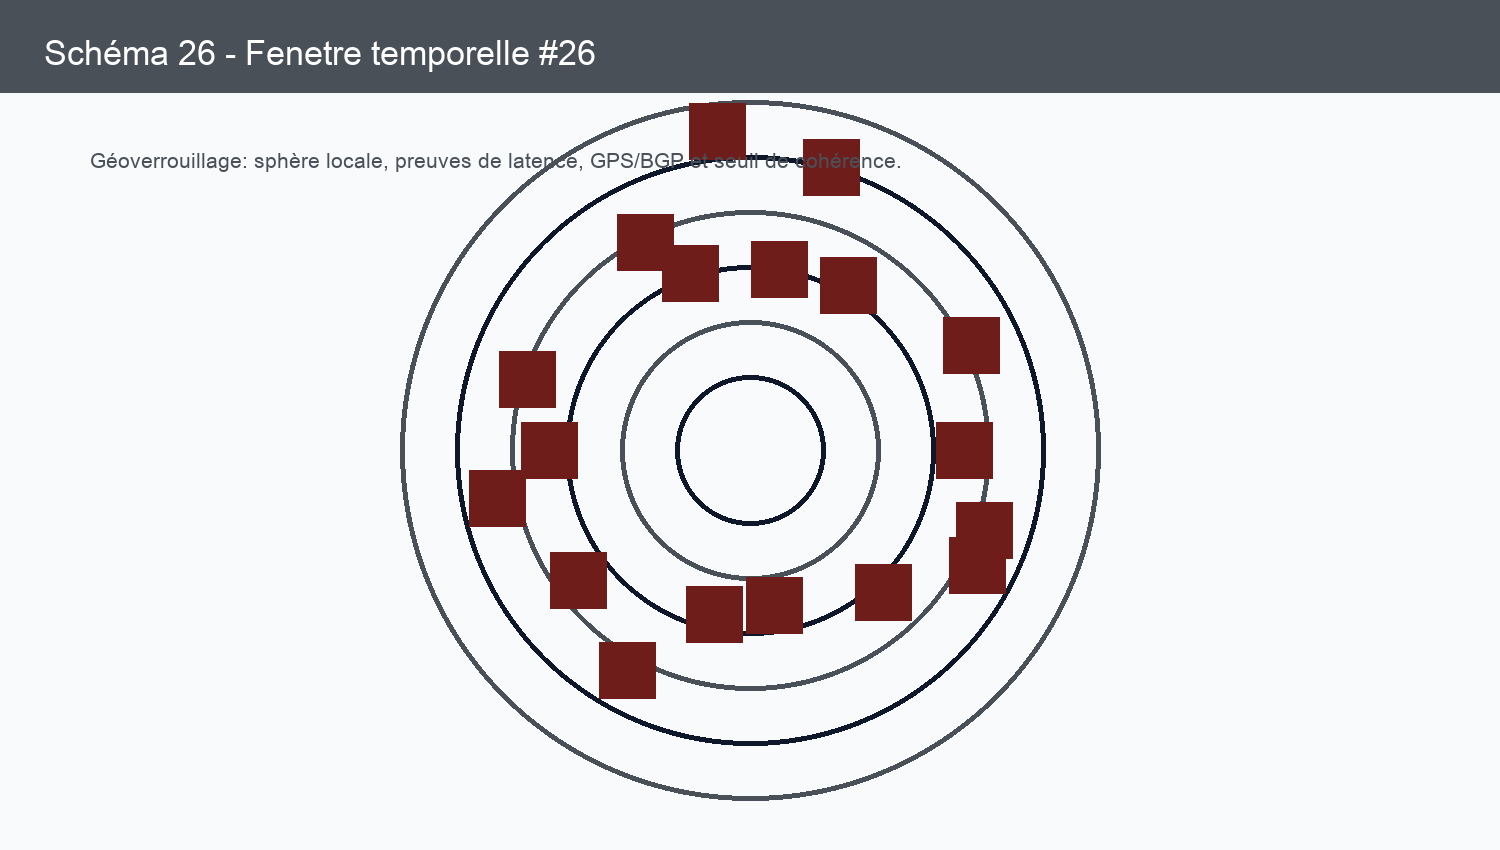 Schéma 26 - Fenetre temporelle #26
Géoverrouillage: sphère locale, preuves de latence, GPS/BGP et seuil de cohérence.